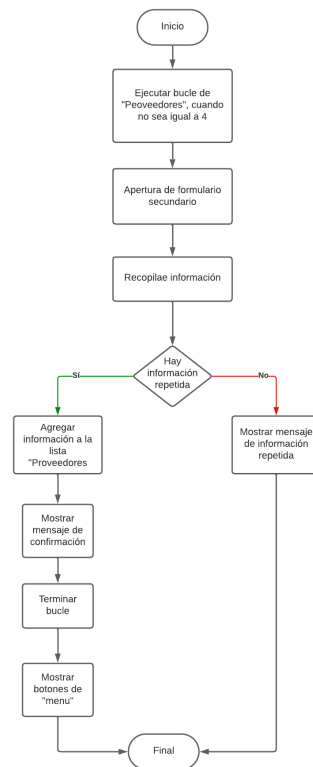 Inicio
Ejecutar bucle de
"Peoveedores", cuando
no sea igual a 4
Apertura de formulario
secundario
Recopilae información
Hay
información
repetida
Sí
No
Agregar
información a la
lista
"Proveedores
Mostrar mensaje
de información
repetida
Mostrar
mensaje de
confirmación
Terminar
bucle
Mostrar
botones de
"menu"
Final